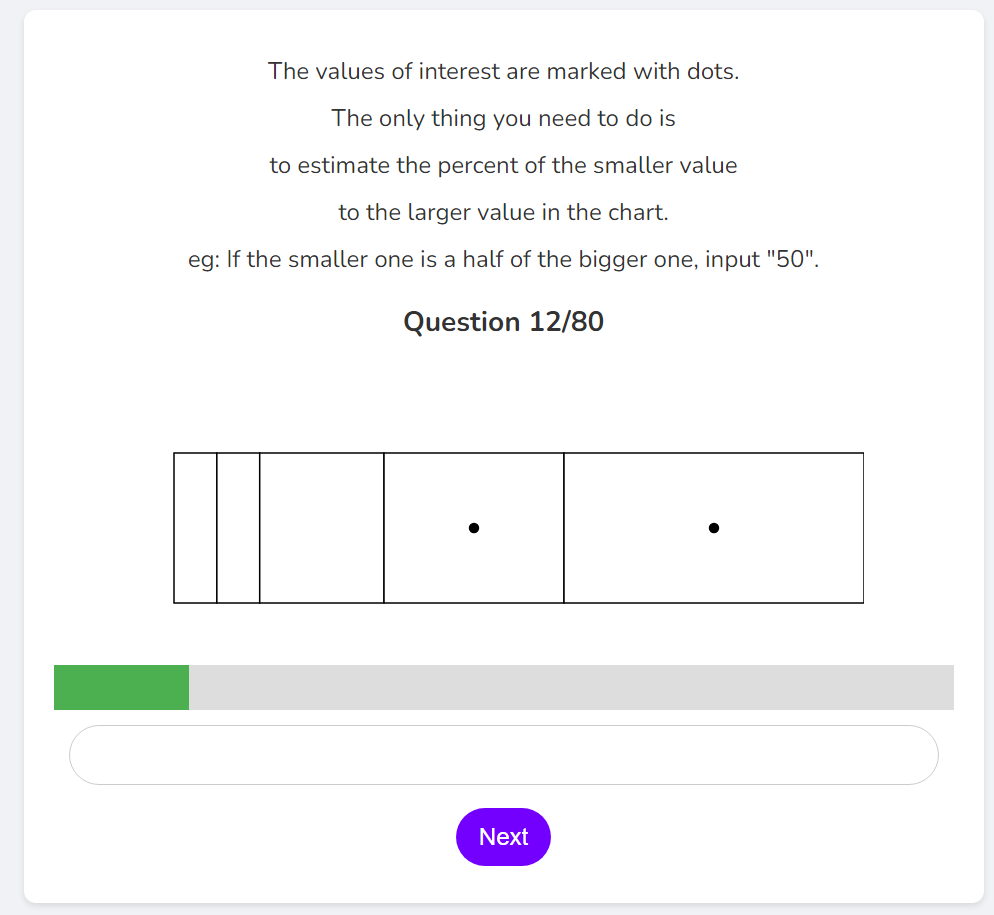 The values of interest are marked with dots.
The only thing you need to do is
to estimate the percent of the smaller value
to the larger value in the chart.
eg: If the smaller one is a half of the bigger one, input "50".
Question 12/80
Next